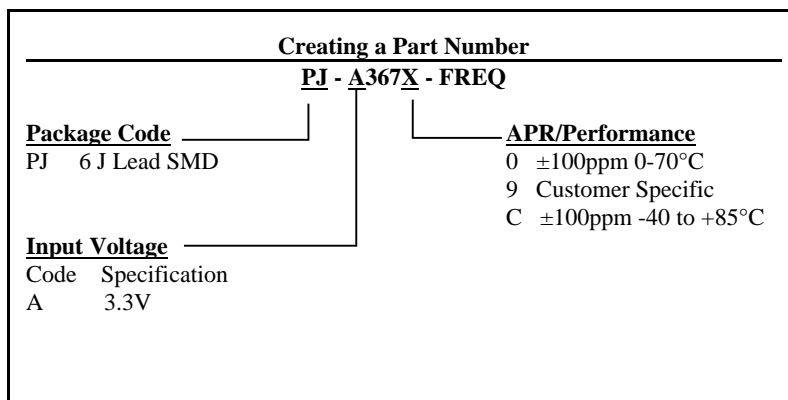 Creating a Part Number
PJ - A367X - FREQ
Package Code
PJ 6 J Lead SMD
Input Voltage
Code Specification
A 3.3V
APR/Performance
0 ±100ppm 0-70°C
9 Customer Specific
C ±100ppm -40 to +85°C